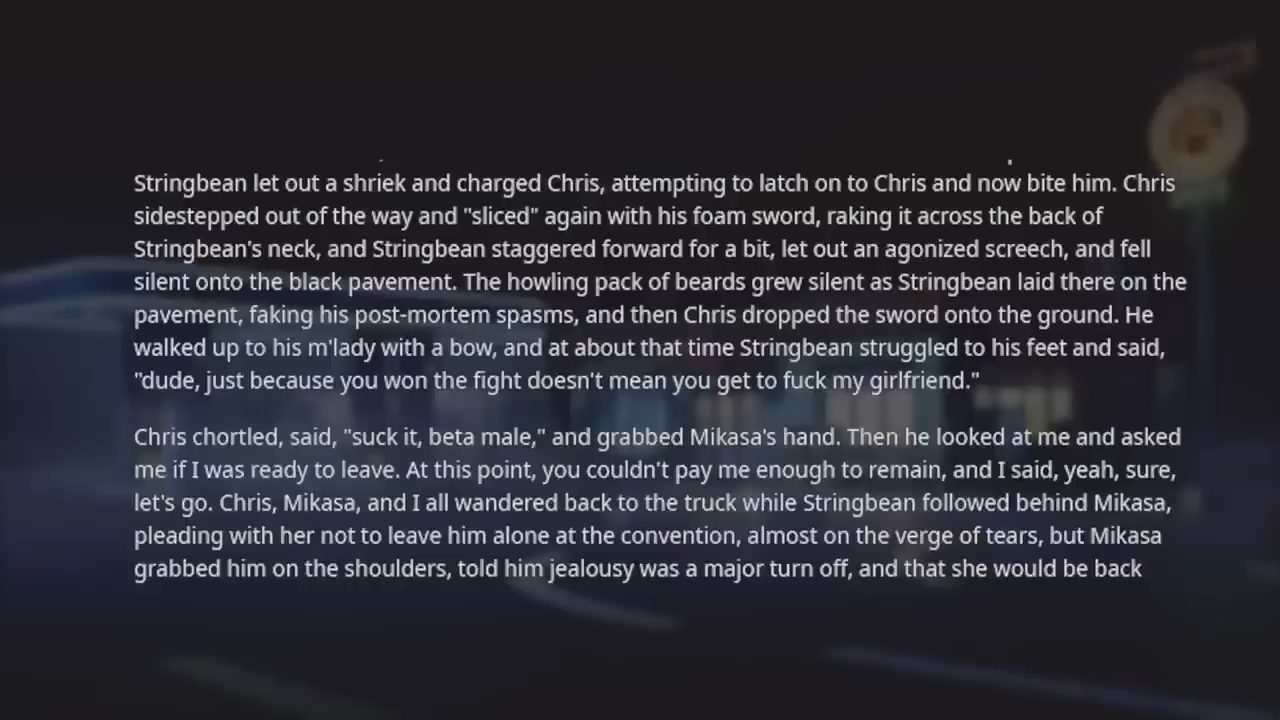 Stringbean let out a shriek and charged Chris, attempting to latch on to Chris and now bite him. Chris
sidestepped out of the way and "sliced" again with his foam sword, raking it across the back of
Stringbean's neck, and Stringbean staggered forward for a bit, let out an agonized screech, and fell
silent onto the black pavement. The howling pack of beards grew silent as Stringbean laid there on the
pavement, faking his post-mortem spasms, and then Chris dropped the sword onto the ground. He
walked up to his m'lady with a bow, and at about that time Stringbean struggled to his feet and said,
"dude, just because you won the fight doesn't mean you get to fuck my girlfriend."
Chris chortled, said, "suck it, beta male," and grabbed Mikasa's hand. Then he looked at me and asked
me if I was ready to leave. At this point, you couldn't pay me enough to remain, and I said, yeah, sure,
let's go. Chris, Mikasa, and I all wandered back to the truck while Stringbean followed behind Mikasa,
pleading with her not to leave him alone at the convention, almost on the verge of tears, but Mikasa
grabbed him on the shoulders, told him jealousy was a major turn off, and that she would be back